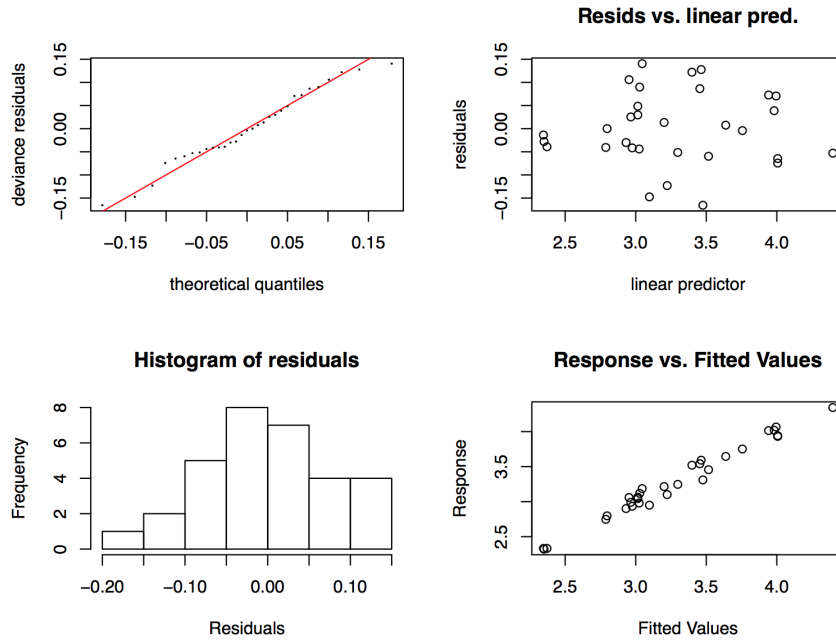 deviance residuals
0.15
0.00
−0.15
−0.15
−0.05
0.05
0.15
theoretical quantiles
Resids vs. linear pred.
residuals
0.15
0.00
−0.15
2.5
3.0
3.5
4.0
linear predictor
Histogram of residuals
Frequency
8
6
4
2
0
−0.20
−0.10
0.00
0.10
Residuals
Response vs. Fitted Values
Response
3.5
2.5
2.5
3.0
3.5
4.0
Fitted Values